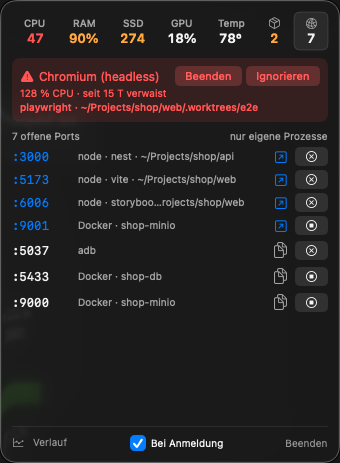 CPU RAM SSD GPU Temp
47 90% 274 18% 78° 2 7
Chromium (headless) Beenden Ignorieren
128 % CPU · seit 15 T verwaist
playwright · ~/Projects/shop/web/.worktrees/e2e
7 offene Ports nur eigene Prozesse
:3000 node · nest · ~/Projects/shop/api
:5173 node · vite · ~/Projects/shop/web
:6006 node · storyboo…rojects/shop/web
:9001 Docker · shop-minio
:5037 adb
:5433 Docker · shop-db
:9000 Docker · shop-minio
Verlauf Bei Anmeldung Beenden